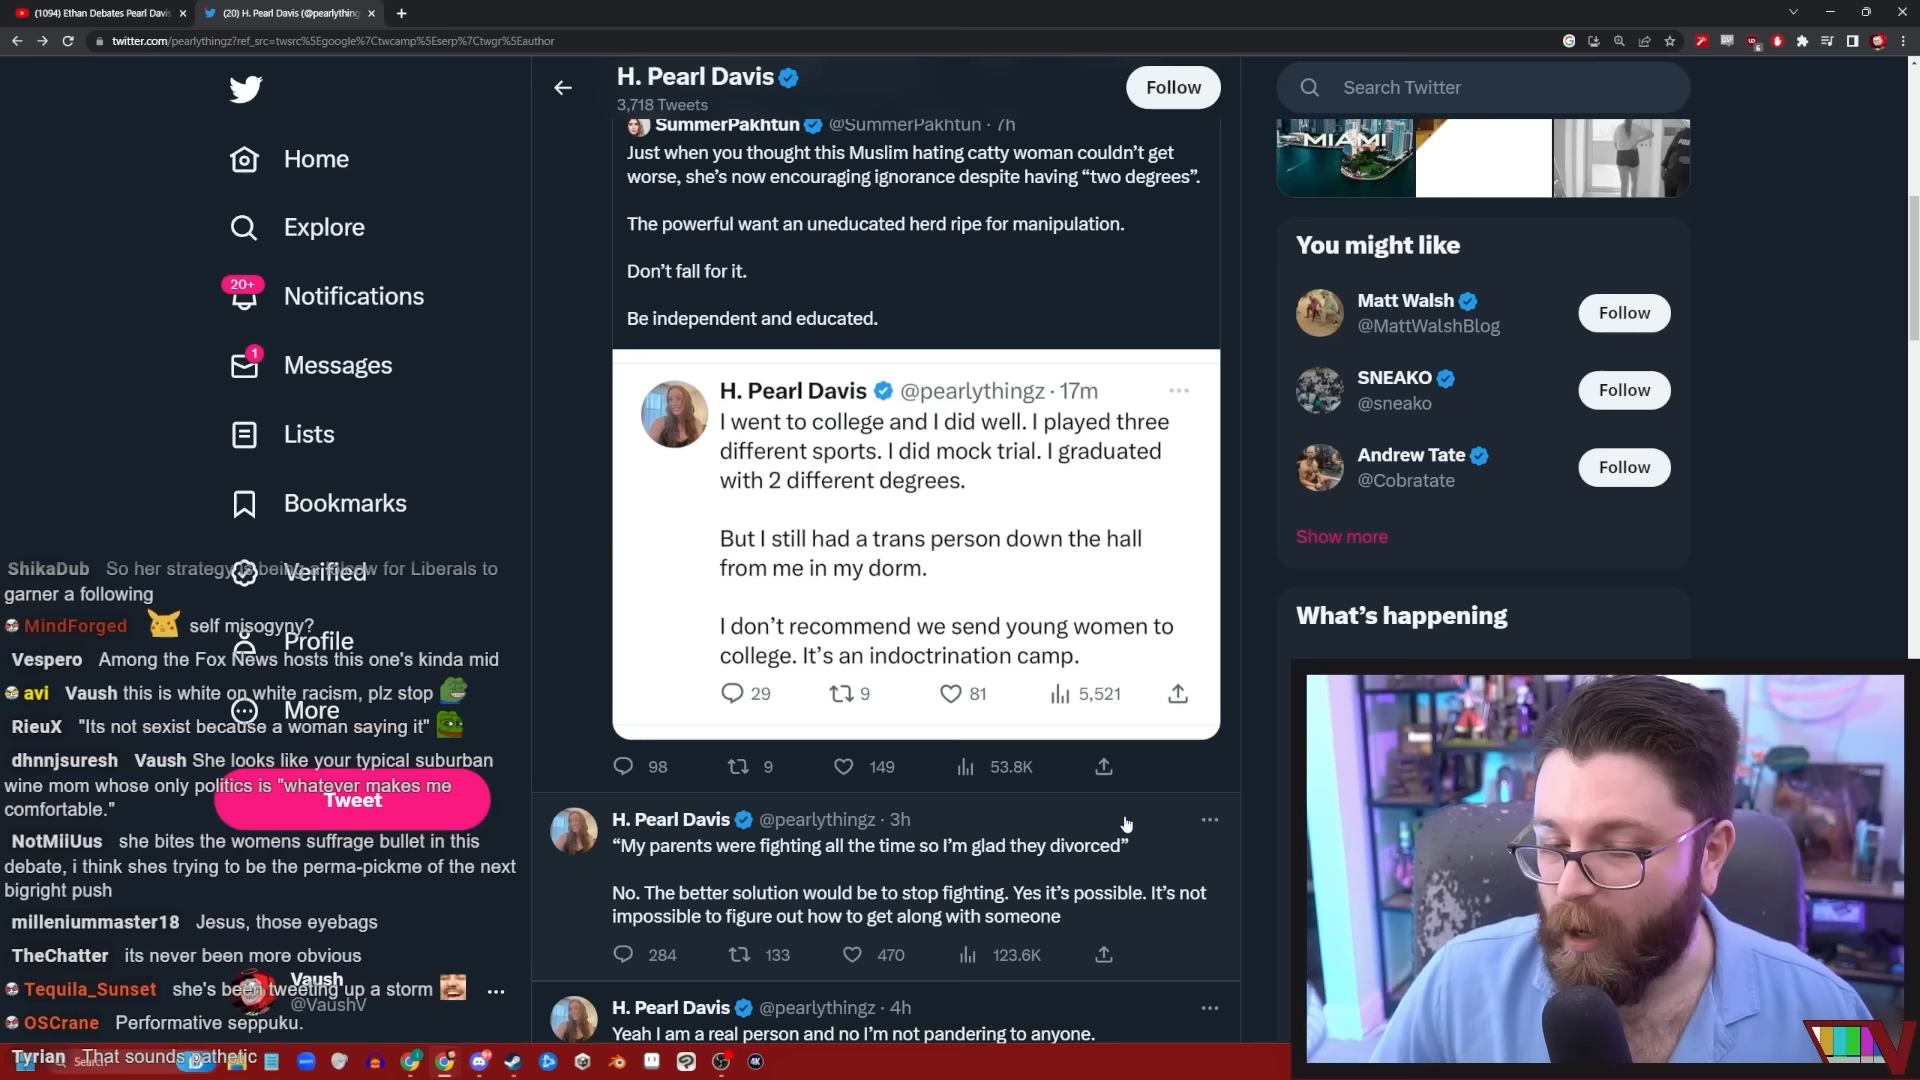 (1094) Ethan Debates Pearl Davis
(20) H. Pearl Davis (@pearlything
twitter.com/pearlythingz?ref_src=twsrc%5Egoogle%7Ctwcamp%5Eserp%7Ctwgr%5Eauthor
H. Pearl Davis
3,718 Tweets
Follow
Search Twitter
Home
Explore
20+
Notifications
1
Messages
Lists
Bookmarks
Verified
Profile
More
Tweet
Vaush
@VaushV
SummerPakhtun @SummerPakhtun · 7h
Just when you thought this Muslim hating catty woman couldn't get
worse, she's now encouraging ignorance despite having “two degrees”.
The powerful want an uneducated herd ripe for manipulation.
Don't fall for it.
Be independent and educated.
H. Pearl Davis @pearlythingz · 17m
I went to college and I did well. I played three
different sports. I did mock trial. I graduated
with 2 different degrees.
But I still had a trans person down the hall
from me in my dorm.
I don't recommend we send young women to
college. It's an indoctrination camp.
29 9 81 5,521
98 9 149 53.8K
H. Pearl Davis @pearlythingz · 3h
“My parents were fighting all the time so I'm glad they divorced”
No. The better solution would be to stop fighting. Yes it's possible. It's not
impossible to figure out how to get along with someone
284 133 470 123.6K
H. Pearl Davis @pearlythingz · 4h
Yeah I am a real person and no I'm not pandering to anyone.
MIAMI
You might like
Matt Walsh
@MattWalshBlog
Follow
SNEAKO
@sneako
Follow
Andrew Tate
@Cobratate
Follow
Show more
What's happening
ShikaDub So her strategy is being a lolcow for Liberals to
garner a following
MindForged self misogyny?
Vespero Among the Fox News hosts this one's kinda mid
avi Vaush this is white on white racism, plz stop
RieuX "Its not sexist because a woman saying it"
dhnnjsuresh Vaush She looks like your typical suburban
wine mom whose only politics is "whatever makes me
comfortable."
NotMiiUus she bites the womens suffrage bullet in this
debate, i think shes trying to be the perma-pickme of the next
bigright push
milleniummaster18 Jesus, those eyebags
TheChatter its never been more obvious
Tequila_Sunset she's been tweeting up a storm
OSCrane Performative seppuku.
Tyrian That sounds pathetic
Search
4K
TV